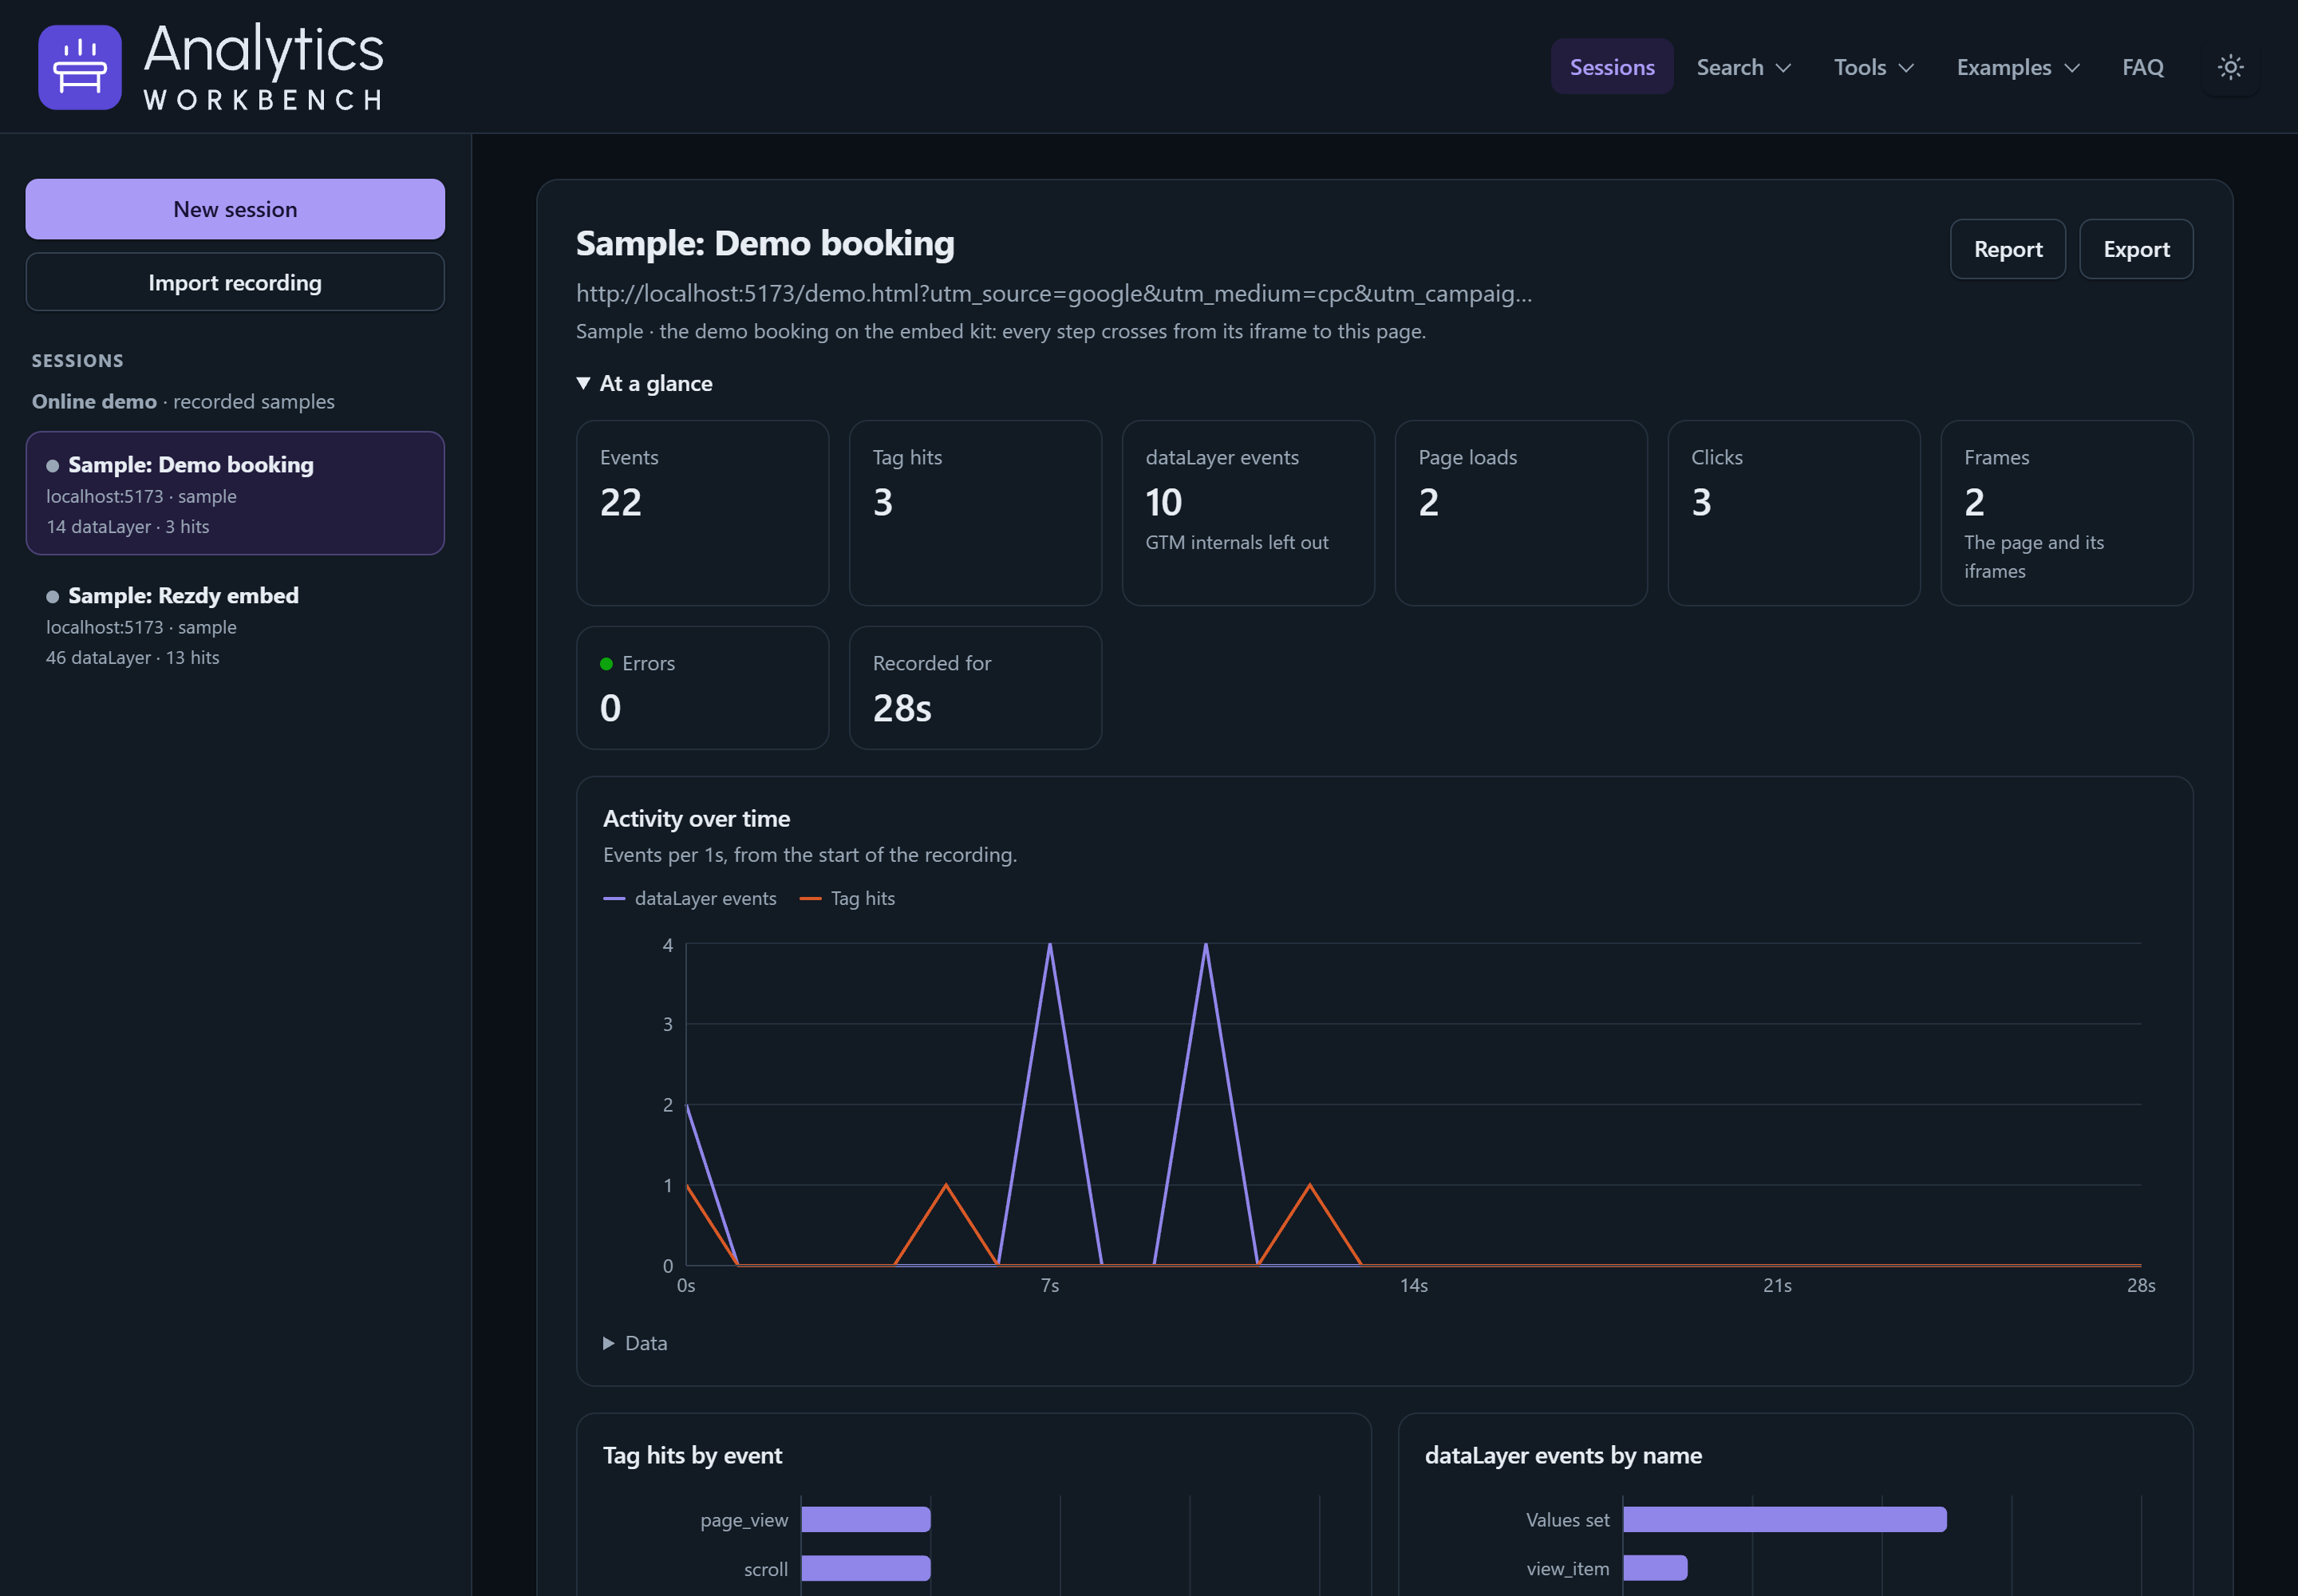 Analytics
WORKBENCH
Sessions
Search
Tools
Examples
FAQ
New session
Import recording
SESSIONS
Online demo · recorded samples
Sample: Demo booking
localhost:5173 · sample
14 dataLayer · 3 hits
Sample: Rezdy embed
localhost:5173 · sample
46 dataLayer · 13 hits
Sample: Demo booking
Report
Export
http://localhost:5173/demo.html?utm_source=google&utm_medium=cpc&utm_campaig...
Sample · the demo booking on the embed kit: every step crosses from its iframe to this page.
At a glance
Events
22
Tag hits
3
dataLayer events
10
GTM internals left out
Page loads
2
Clicks
3
Frames
2
The page and its
iframes
Errors
0
Recorded for
28s
Activity over time
Events per 1s, from the start of the recording.
dataLayer events
Tag hits
4
3
2
1
0
0s
7s
14s
21s
28s
Data
Tag hits by event
page_view
scroll
dataLayer events by name
Values set
view_item